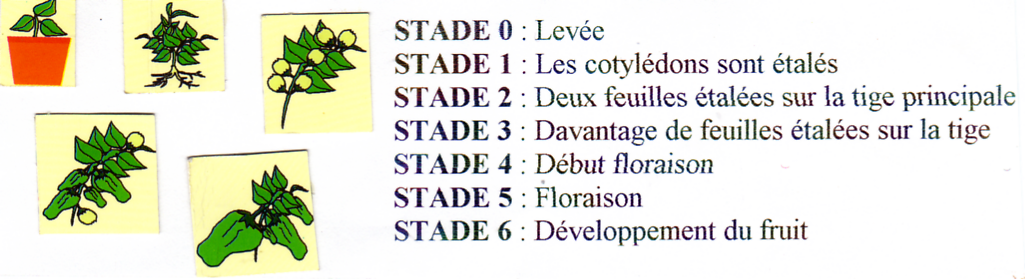 STADE 0 : Levée
STADE 1 : Les cotylédons sont étalés
STADE 2 : Deux feuilles étalées sur la tige principale
STADE 3 : Davantage de feuilles étalées sur la tige
STADE 4 : Début floraison
STADE 5 : Floraison
STADE 6 : Développement du fruit